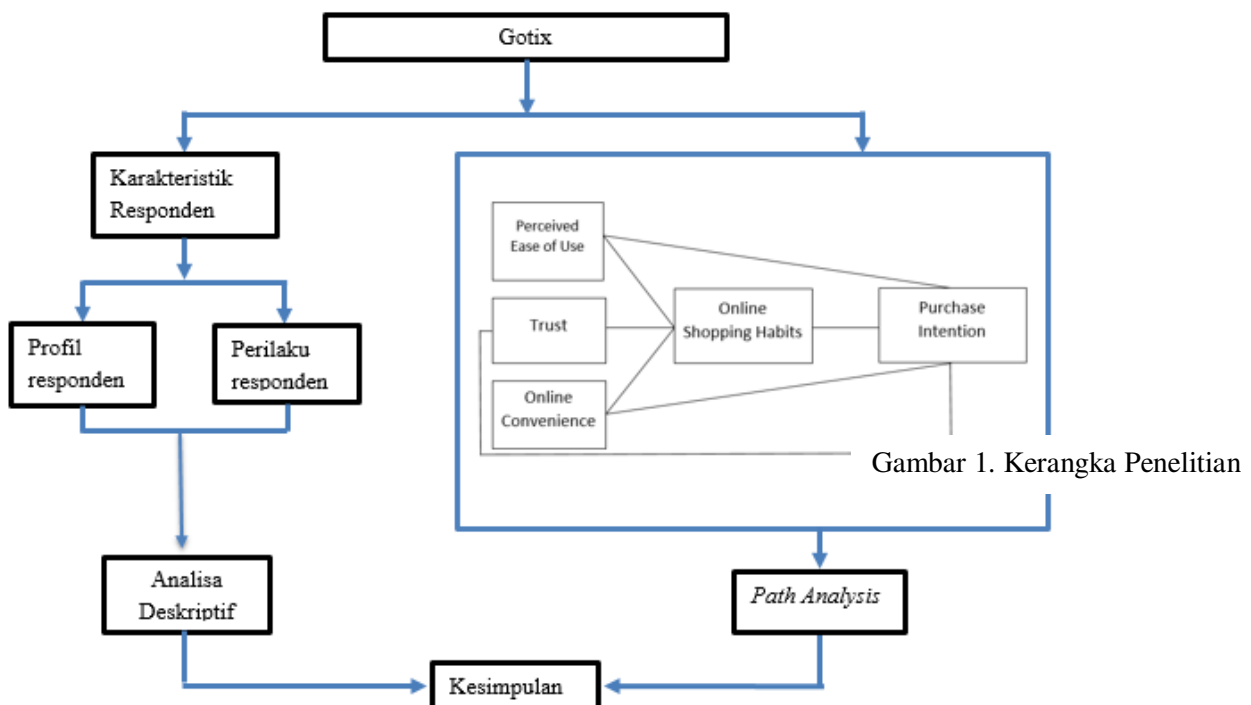 Gotix
Karakteristik
Responden
Profil
responden
Perilaku
responden
Analisa
Deskriptif
Perceived
Ease of Use
Trust
Online
Convenience
Online
Shopping Habits
Purchase
Intention
Gambar 1. Kerangka Penelitian
Path Analysis
Kesimpulan